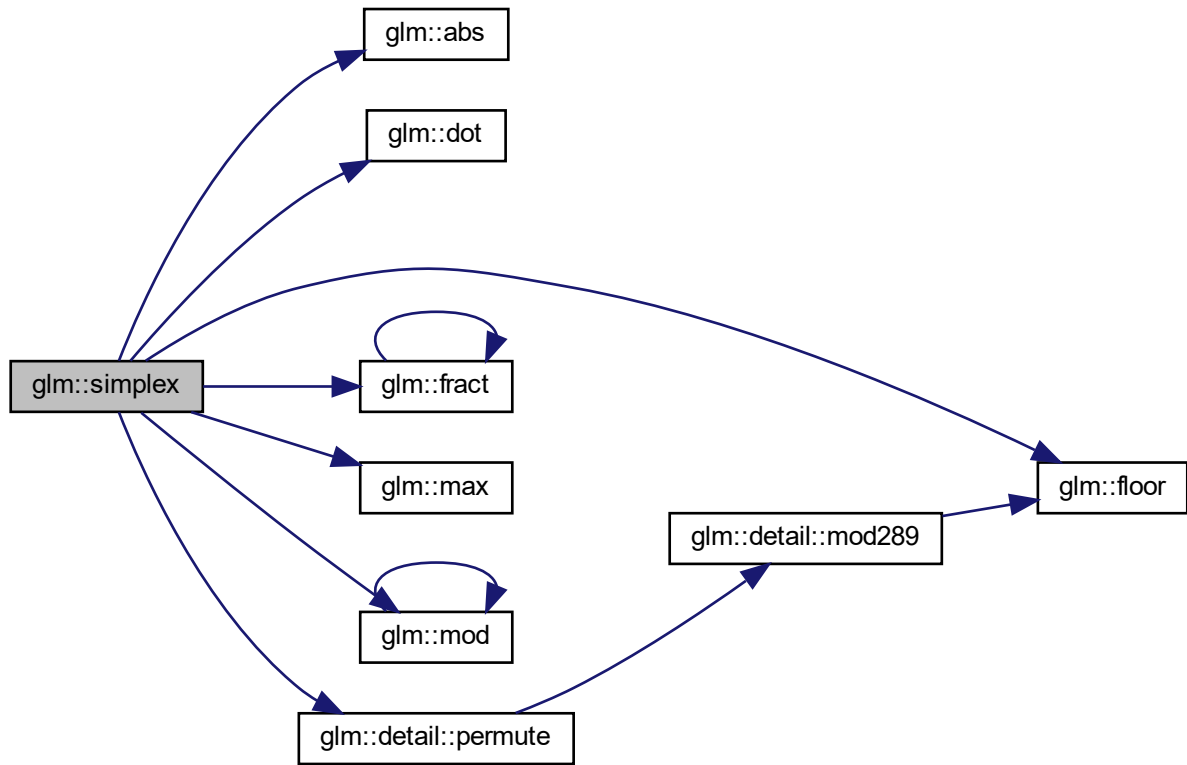 glm::abs
glm::dot
glm::simplex
glm::fract
glm::max
glm::floor
glm::detail::mod289
glm::mod
glm::detail::permute